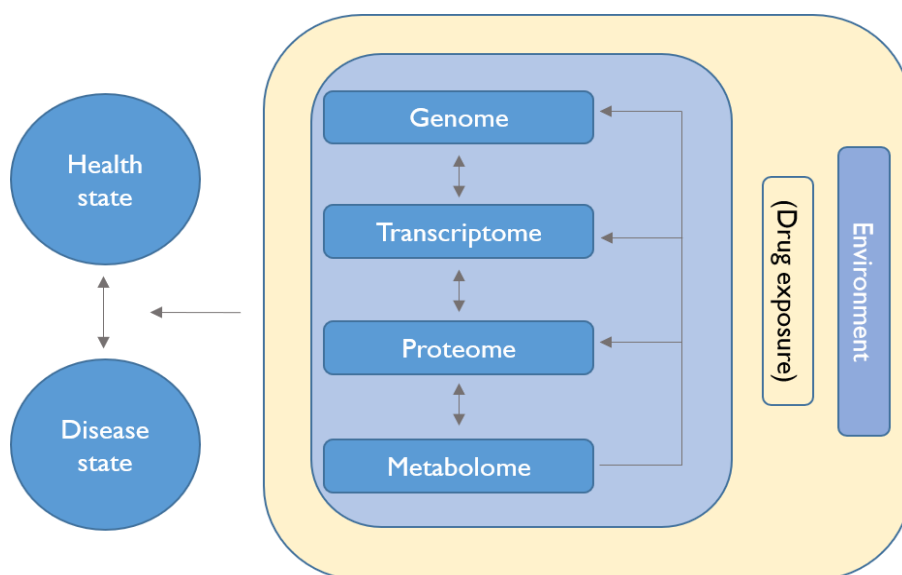 Health
state
Disease
state
Genome
Transcriptome
Proteome
Metabolome
(Drug exposure)
Environment